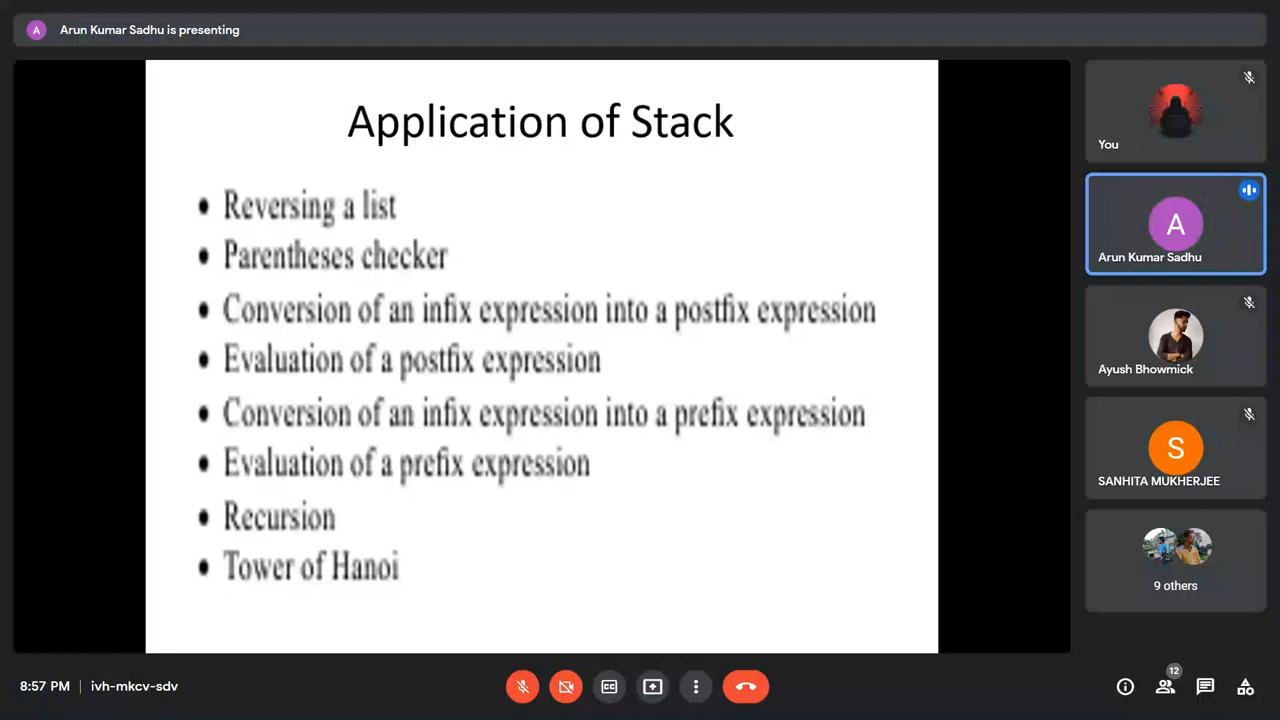 A
Arun Kumar Sadhu is presenting
Application of Stack
• Reversing a list
• Parentheses checker
• Conversion of an infix expression into a postfix expression
• Evaluation of a postfix expression
• Conversion of an infix expression into a prefix expression
• Evaluation of a prefix expression
• Recursion
• Tower of Hanoi
You
A
Arun Kumar Sadhu
Ayush Bhowmick
S
SANHITA MUKHERJEE
9 others
8:57 PM | ivh-mkcv-sdv
CC
12